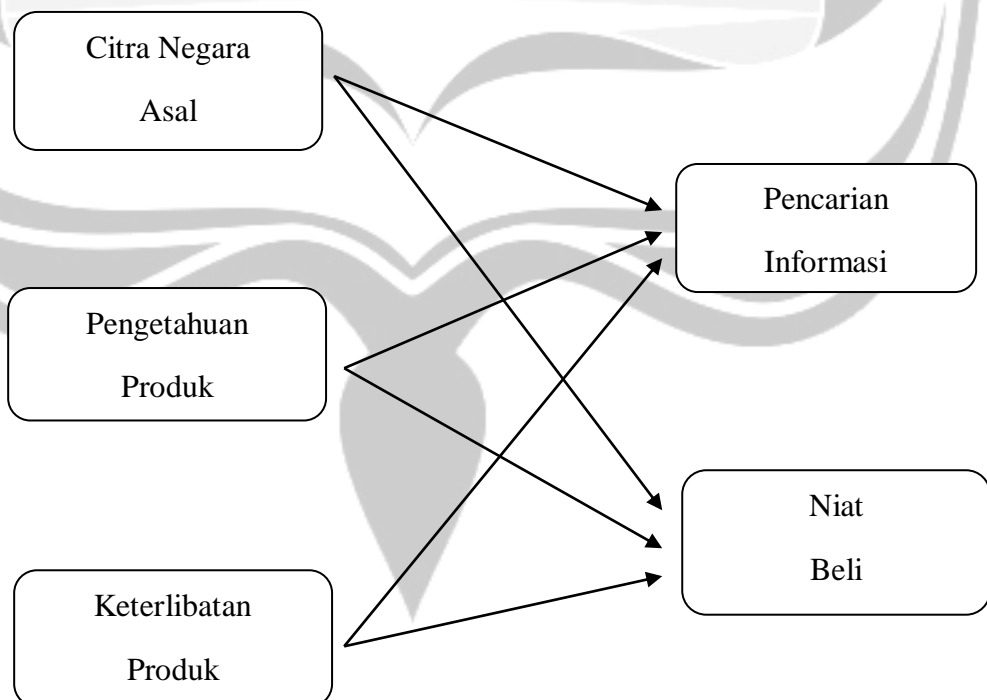 Citra Negara
Asal
Pencarian
Informasi
Pengetahuan
Produk
Niat
Beli
Keterlibatan
Produk